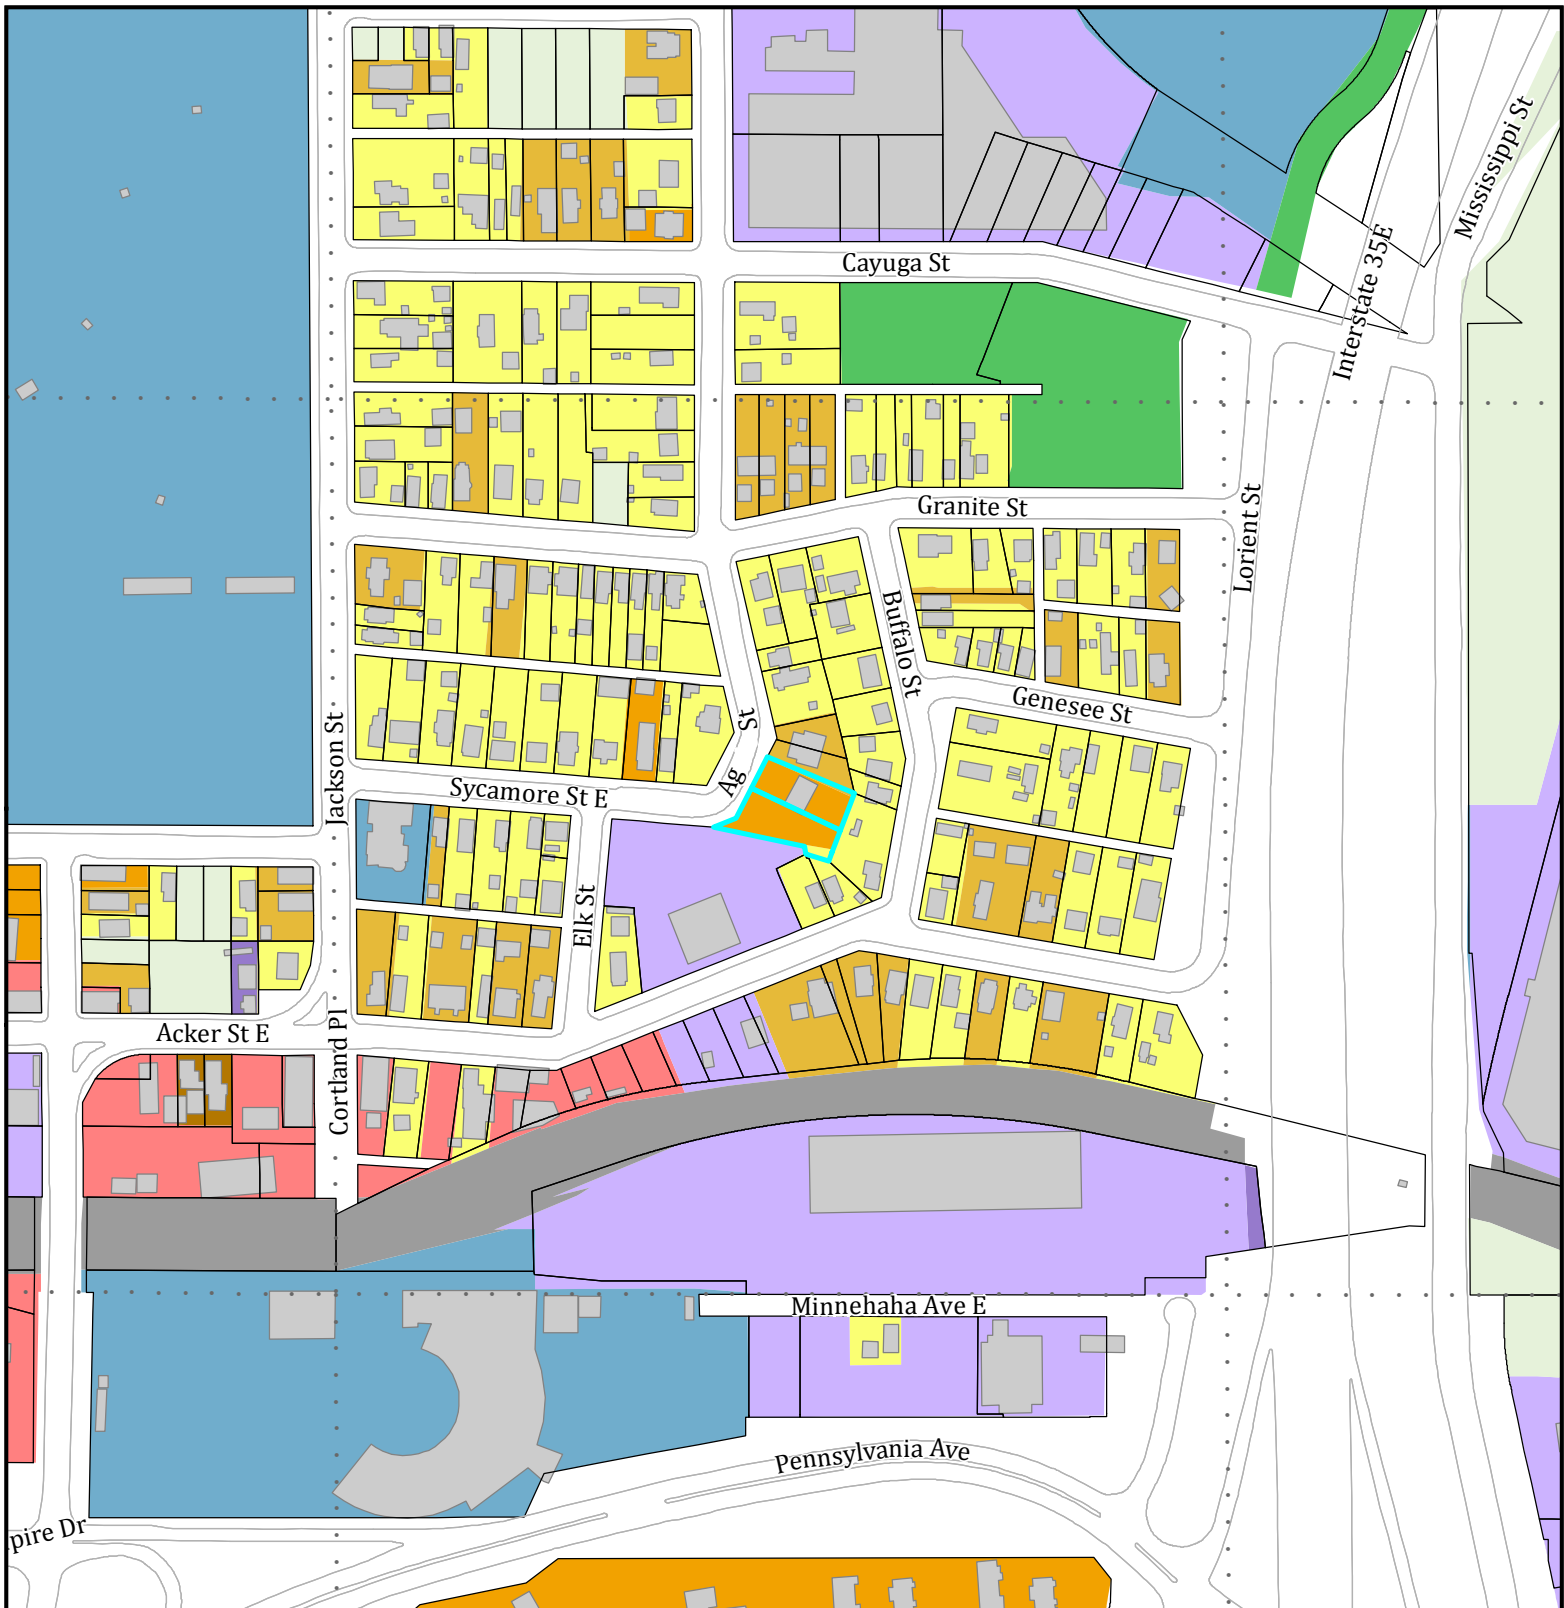 Mississippi St
Cayuga St
Interstate 35E
Granite St
Lorient St
Buffalo St
Genesee St
Jackson St
Ag
St
Sycamore St E
Elk St
Acker St E
Cortland Pl
Minnehaha Ave E
Pennsylvania Ave
pire Dr